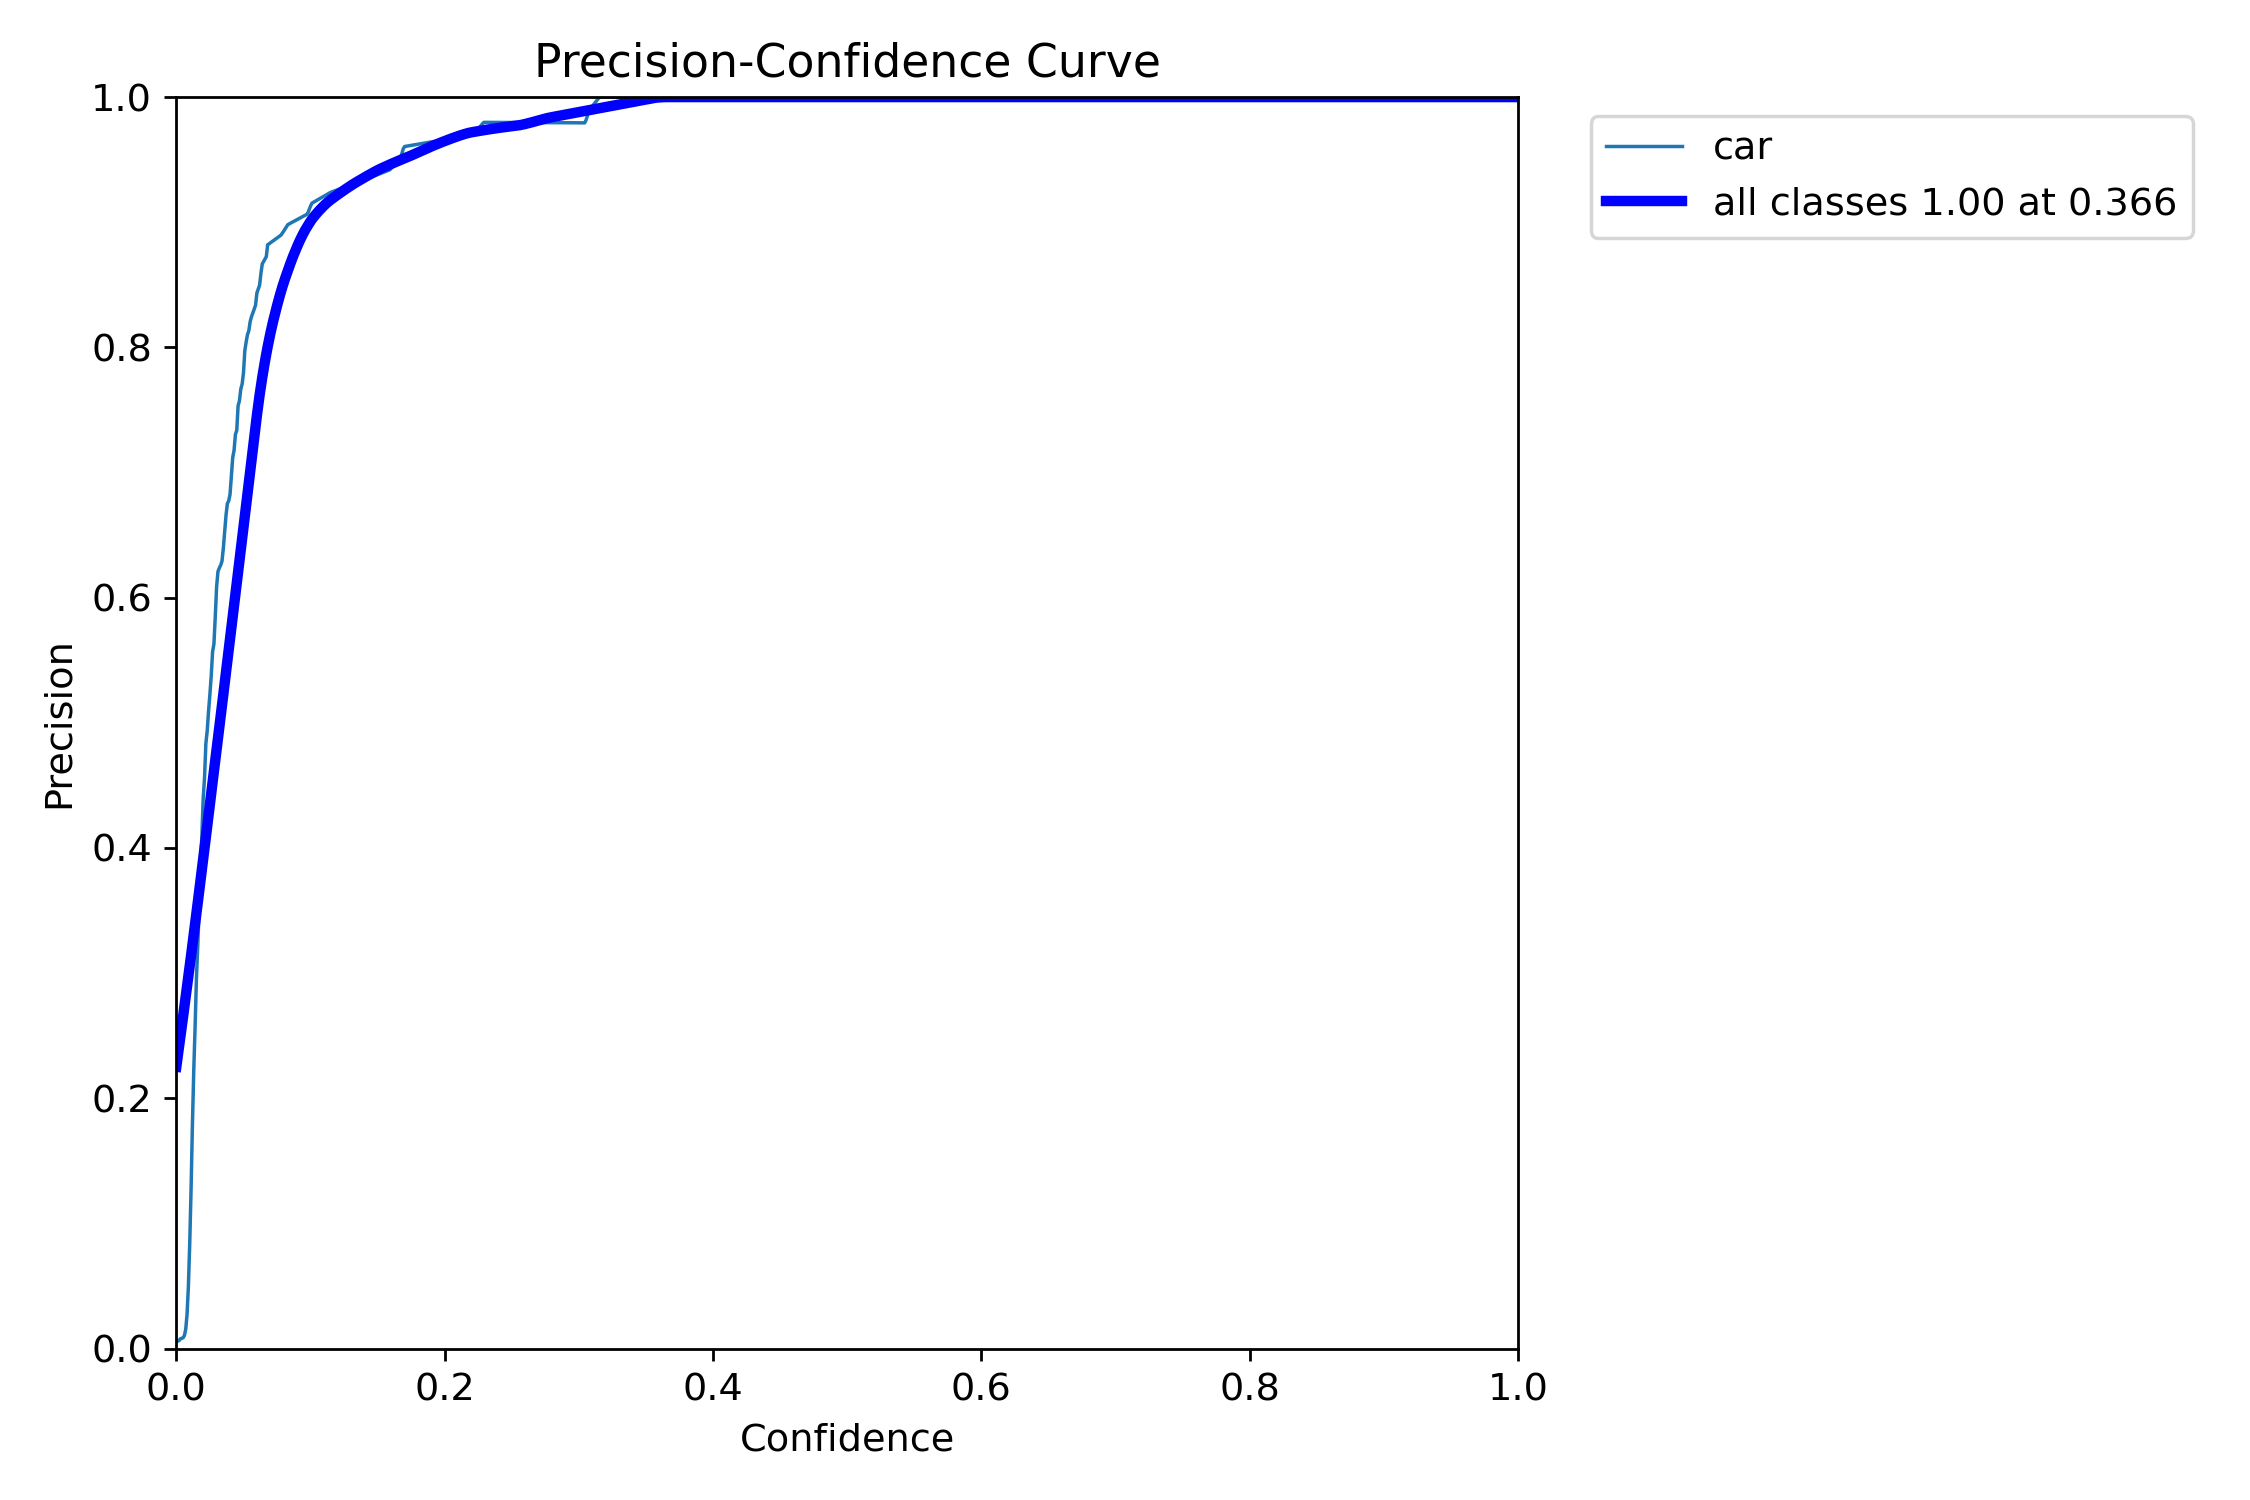 Precision-Confidence Curve
1.0
0.8
0.6
0.4
0.2
0.0
Precision
0.0 0.2 0.4 0.6 0.8 1.0
Confidence
car
all classes 1.00 at 0.366